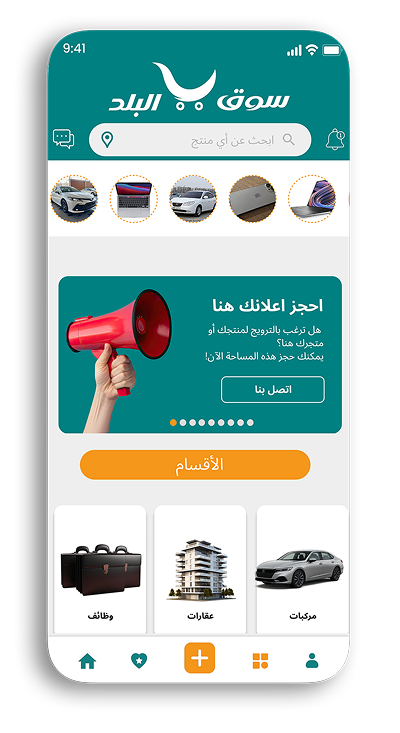 9:41
سوق البلد
ابحث عن أي منتج
احجز اعلانك هنا
هل ترغب بالترويج لمنتجك أو
متجرك هنا؟
يمكنك حجز هذه المساحة الآن!
اتصل بنا
الأقسام
مركبات
عقارات
وظائف